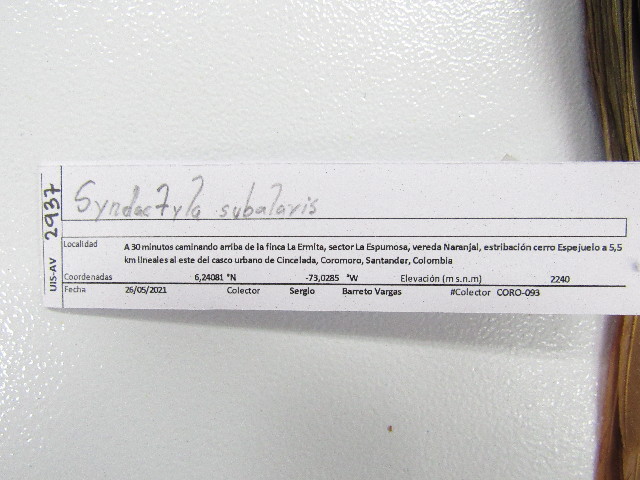 UIS-AV 2937
Syndactyla subalaris
Localidad A 30 minutos caminando arriba de la finca La Ermita, sector La Espumosa, vereda Naranjal, estribación cerro Espejuelo a 5,5
km lineales al este del casco urbano de Cincelada, Coromoro, Santander, Colombia
Coordenadas 6,24081 °N -73,0285 °W Elevación (m s.n.m) 2240
Fecha 26/05/2021 Colector Sergio Barreto Vargas #Colector CORO-093